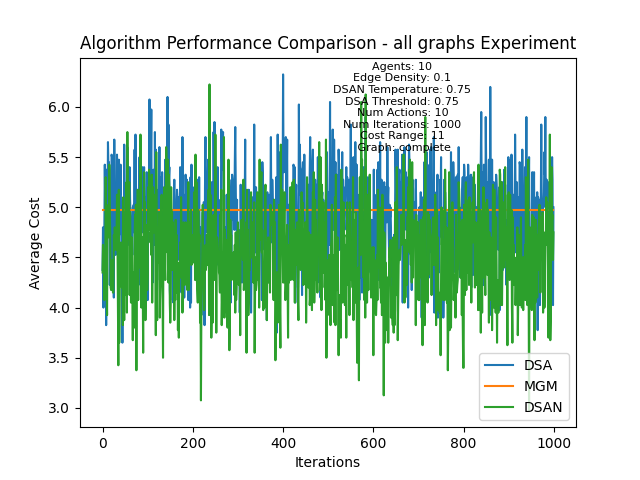 Algorithm Performance Comparison - all graphs Experiment
Agents: 10
Edge Density: 0.1
DSAN Temperature: 0.75
DSA Threshold: 0.75
Num Actions: 10
Num Iterations: 1000
Cost Range: 11
Graph: complete
Average Cost
6.0
5.5
5.0
4.5
4.0
3.5
3.0
0
200
400
600
800
1000
Iterations
DSA
MGM
DSAN